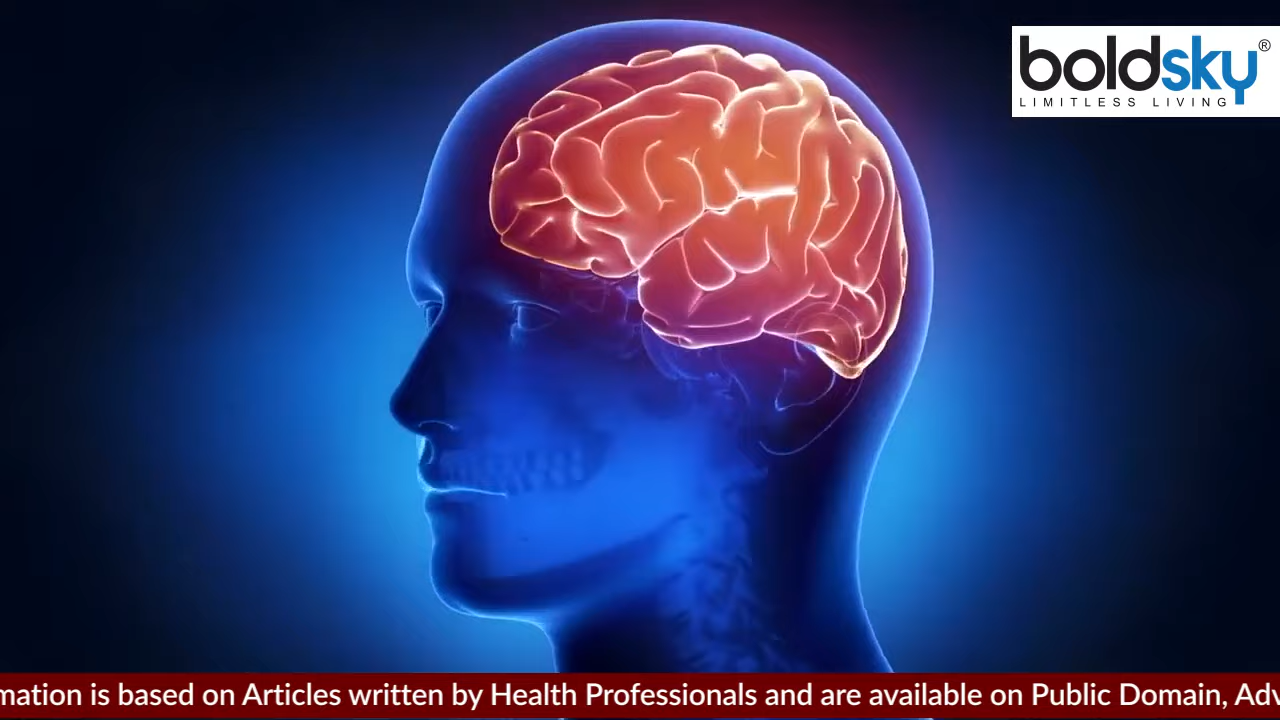 boldsky®
LIMITLESS LIVING
mation is based on Articles written by Health Professionals and are available on Public Domain, Adv